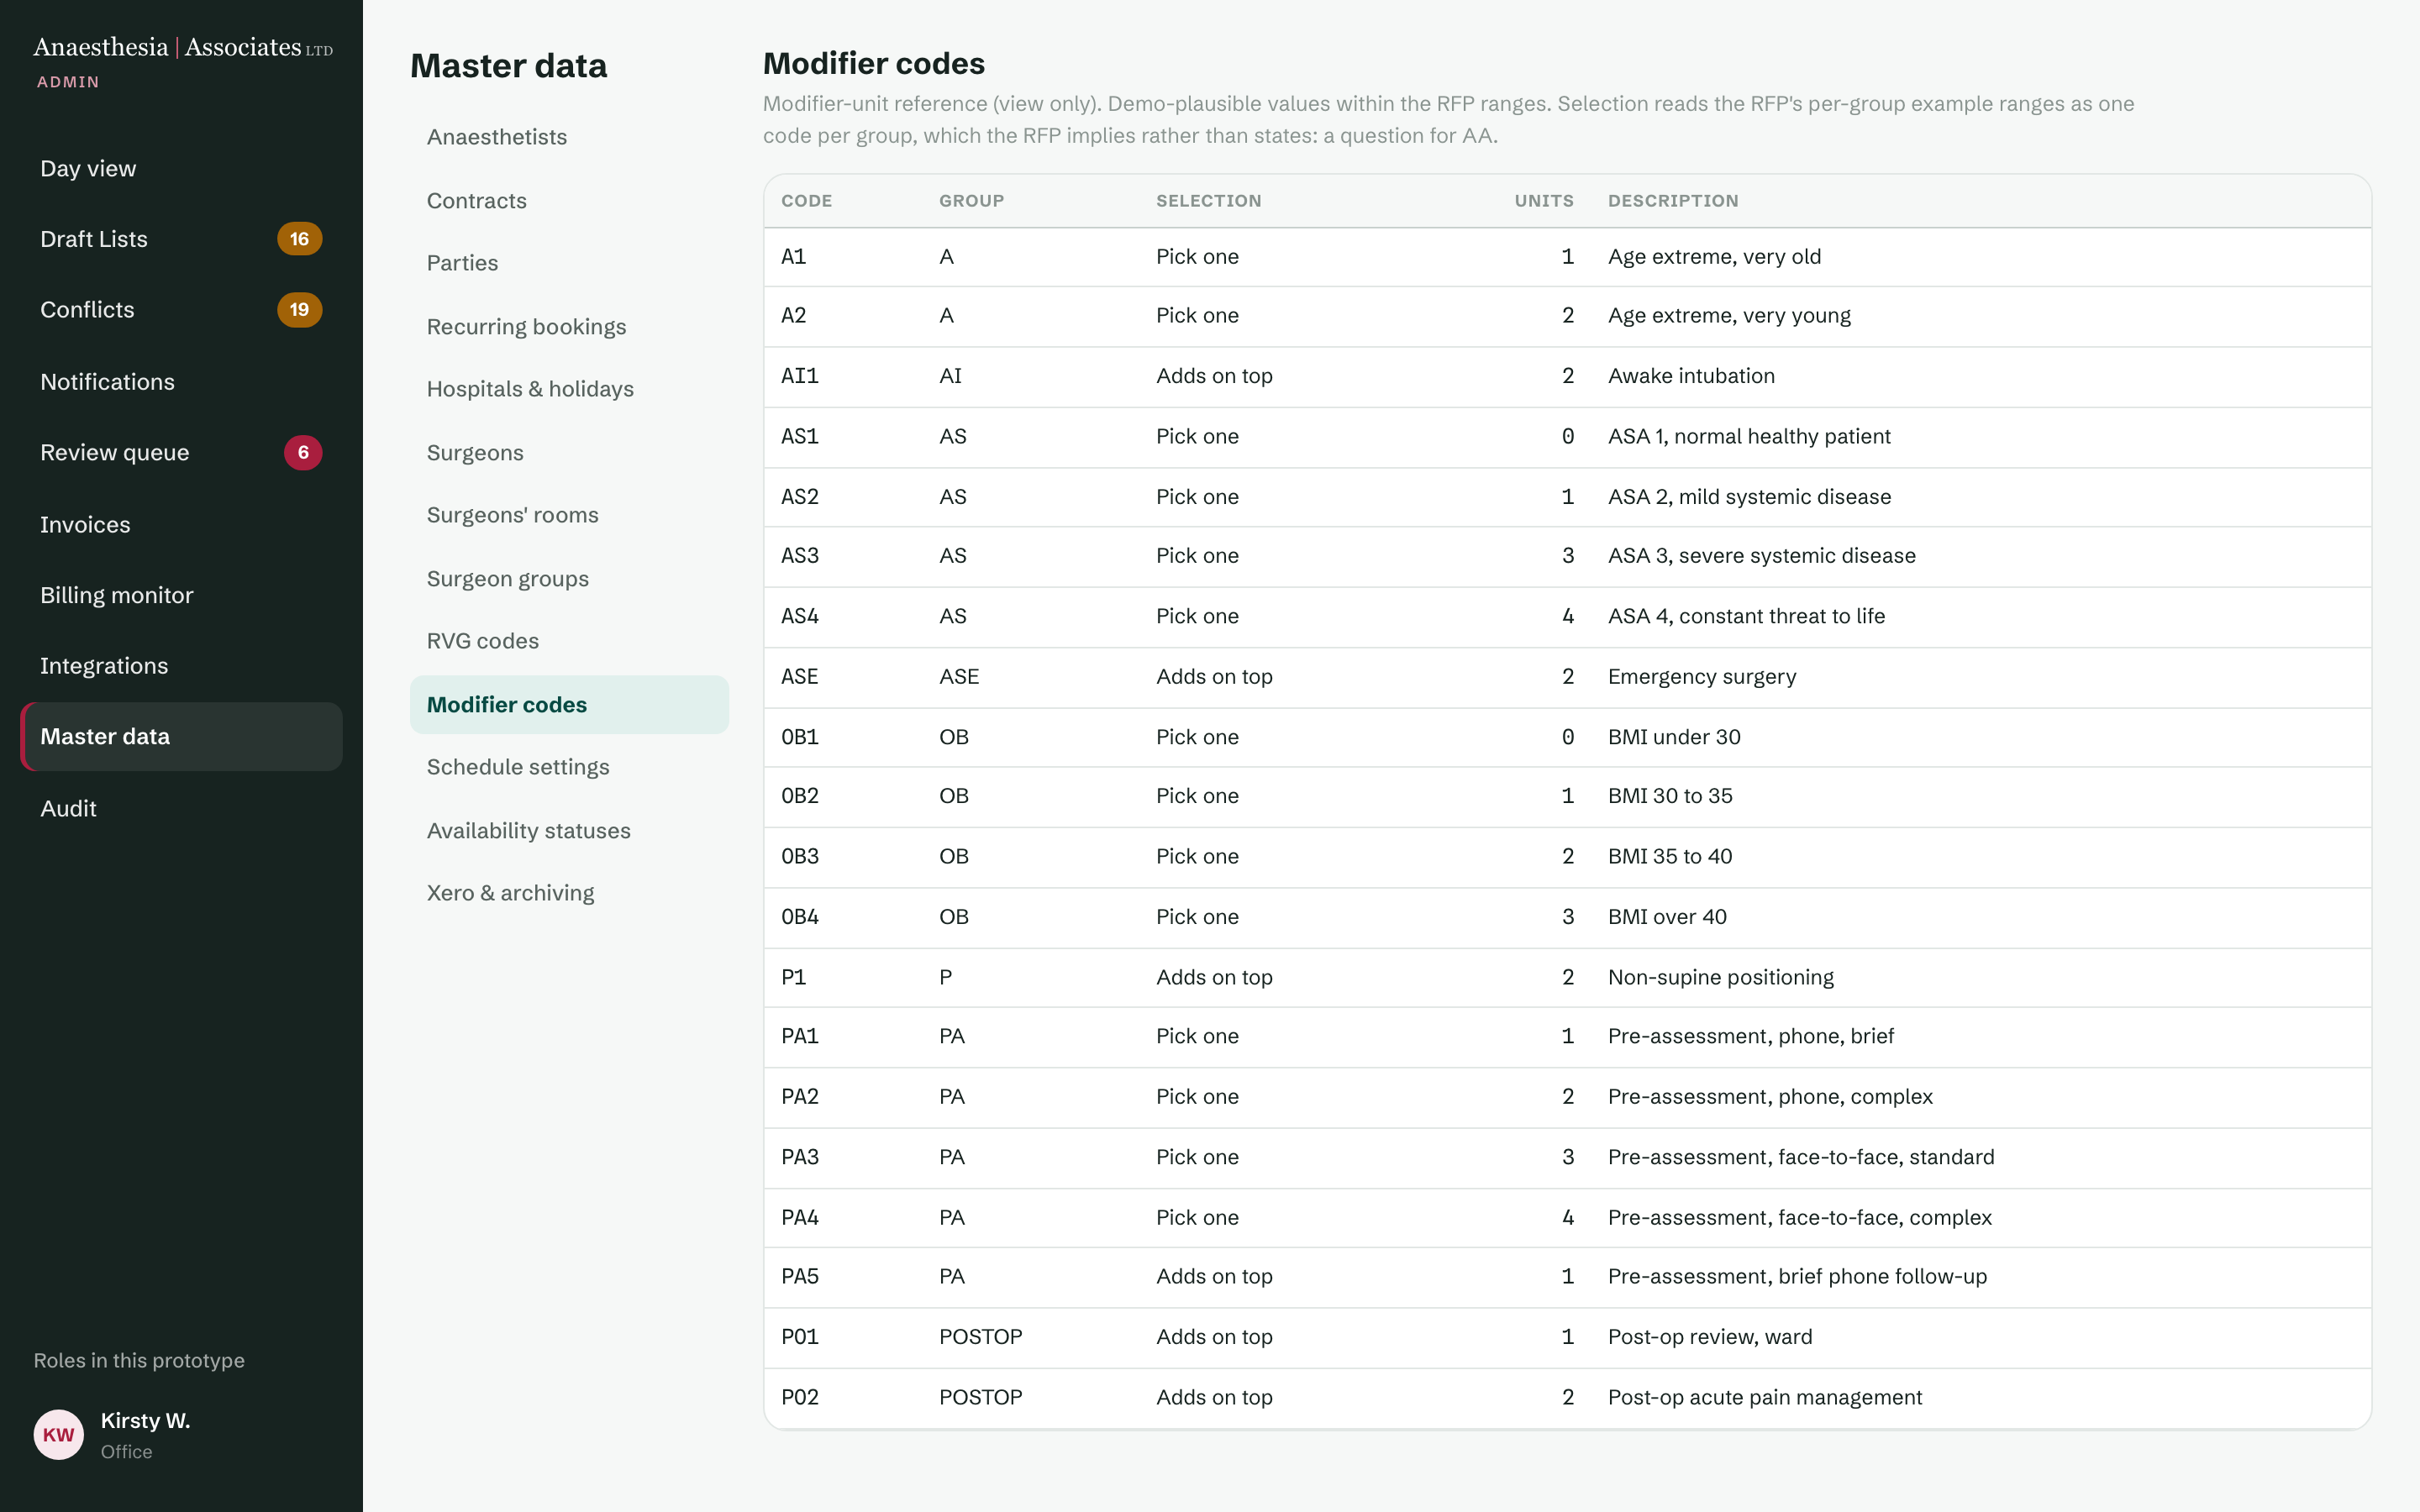 Anaesthesia | Associates LTD
ADMIN
Day view
Draft Lists 16
Conflicts 19
Notifications
Review queue 6
Invoices
Billing monitor
Integrations
Master data
Audit
Roles in this prototype
KW
Kirsty W.
Office
Master data
Anaesthetists
Contracts
Parties
Recurring bookings
Hospitals & holidays
Surgeons
Surgeons' rooms
Surgeon groups
RVG codes
Modifier codes
Schedule settings
Availability statuses
Xero & archiving
Modifier codes
Modifier-unit reference (view only). Demo-plausible values within the RFP ranges. Selection reads the RFP's per-group example ranges as one
code per group, which the RFP implies rather than states: a question for AA.
CODE GROUP SELECTION UNITS DESCRIPTION
A1 A Pick one 1 Age extreme, very old
A2 A Pick one 2 Age extreme, very young
AI1 AI Adds on top 2 Awake intubation
AS1 AS Pick one 0 ASA 1, normal healthy patient
AS2 AS Pick one 1 ASA 2, mild systemic disease
AS3 AS Pick one 3 ASA 3, severe systemic disease
AS4 AS Pick one 4 ASA 4, constant threat to life
ASE ASE Adds on top 2 Emergency surgery
OB1 OB Pick one 0 BMI under 30
OB2 OB Pick one 1 BMI 30 to 35
OB3 OB Pick one 2 BMI 35 to 40
OB4 OB Pick one 3 BMI over 40
P1 P Adds on top 2 Non-supine positioning
PA1 PA Pick one 1 Pre-assessment, phone, brief
PA2 PA Pick one 2 Pre-assessment, phone, complex
PA3 PA Pick one 3 Pre-assessment, face-to-face, standard
PA4 PA Pick one 4 Pre-assessment, face-to-face, complex
PA5 PA Adds on top 1 Pre-assessment, brief phone follow-up
PO1 POSTOP Adds on top 1 Post-op review, ward
PO2 POSTOP Adds on top 2 Post-op acute pain management